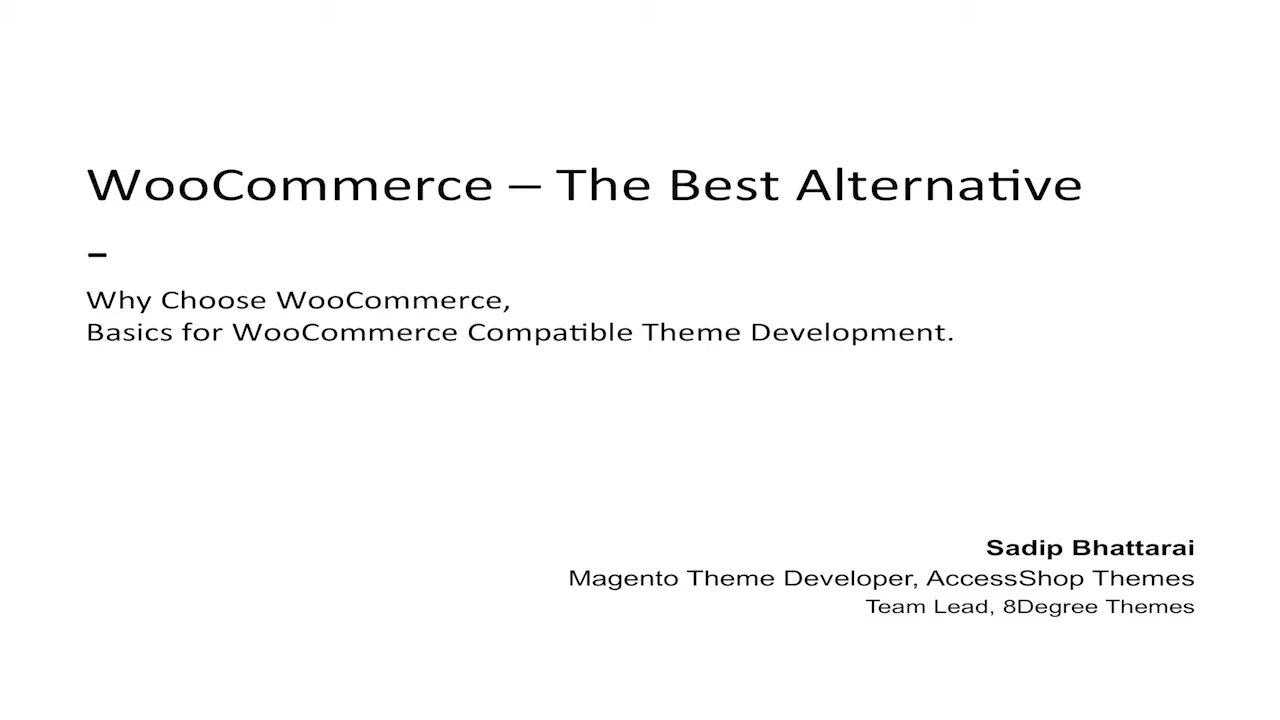 WooCommerce – The Best Alternative
-
Why Choose WooCommerce,
Basics for WooCommerce Compatible Theme Development.
Sadip Bhattarai
Magento Theme Developer, AccessShop Themes
Team Lead, 8Degree Themes